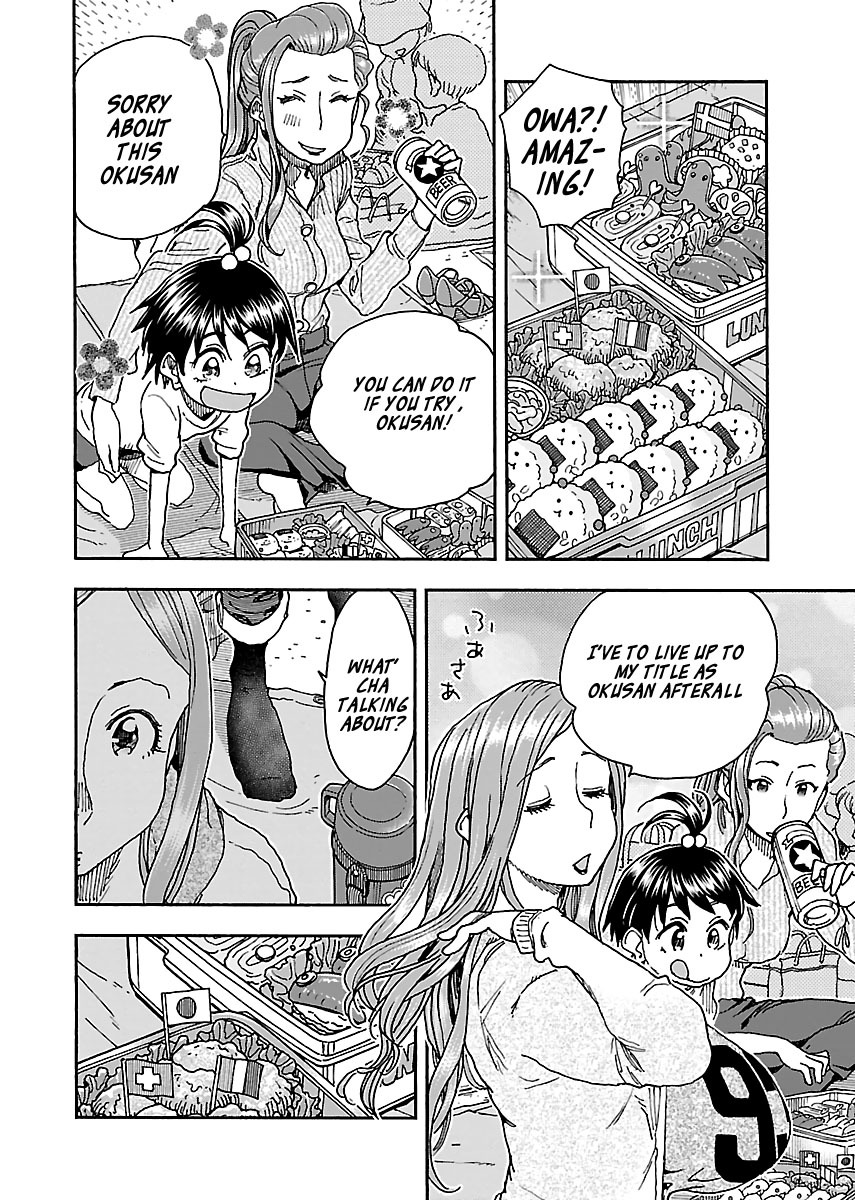 OWA?!
AMAZ-
ING!
LUNCH
LUNCH
SORRY
ABOUT
THIS
OKUSAN
BEER
YOU CAN DO IT
IF YOU TRY,
OKUSAN!
I'VE TO LIVE UP TO
MY TITLE AS
OKUSAN AFTERALL
ふぁさぁ
BEER
9
WHAT'
CHA
TALKING
ABOUT?